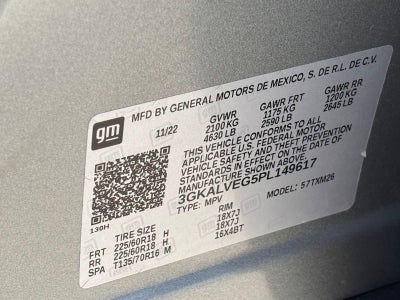 gm
MFD BY GENERAL MOTORS DE MEXICO, S. DE R.L. DE C.V.
11/22 GVWR GAWR FRT GAWR RR
2100 KG 1175 KG 1200 KG
4630 LB 2590 LB 2645 LB
THIS VEHICLE CONFORMS TO ALL
APPLICABLE U.S. FEDERAL MOTOR
VEHICLE SAFETY AND THEFT PREVENTION
STANDARDS IN EFFECT ON THE DATE OF
MANUFACTURE SHOWN ABOVE.
3GKALVEG5PL149617
TYPE: MPV MODEL: 57TXM26
130H
TIRE SIZE RIM
FRT 225/60R18 H 18X7J
RR 225/60R18 H 18X7J
SPA T135/70R16 M 16X4BT